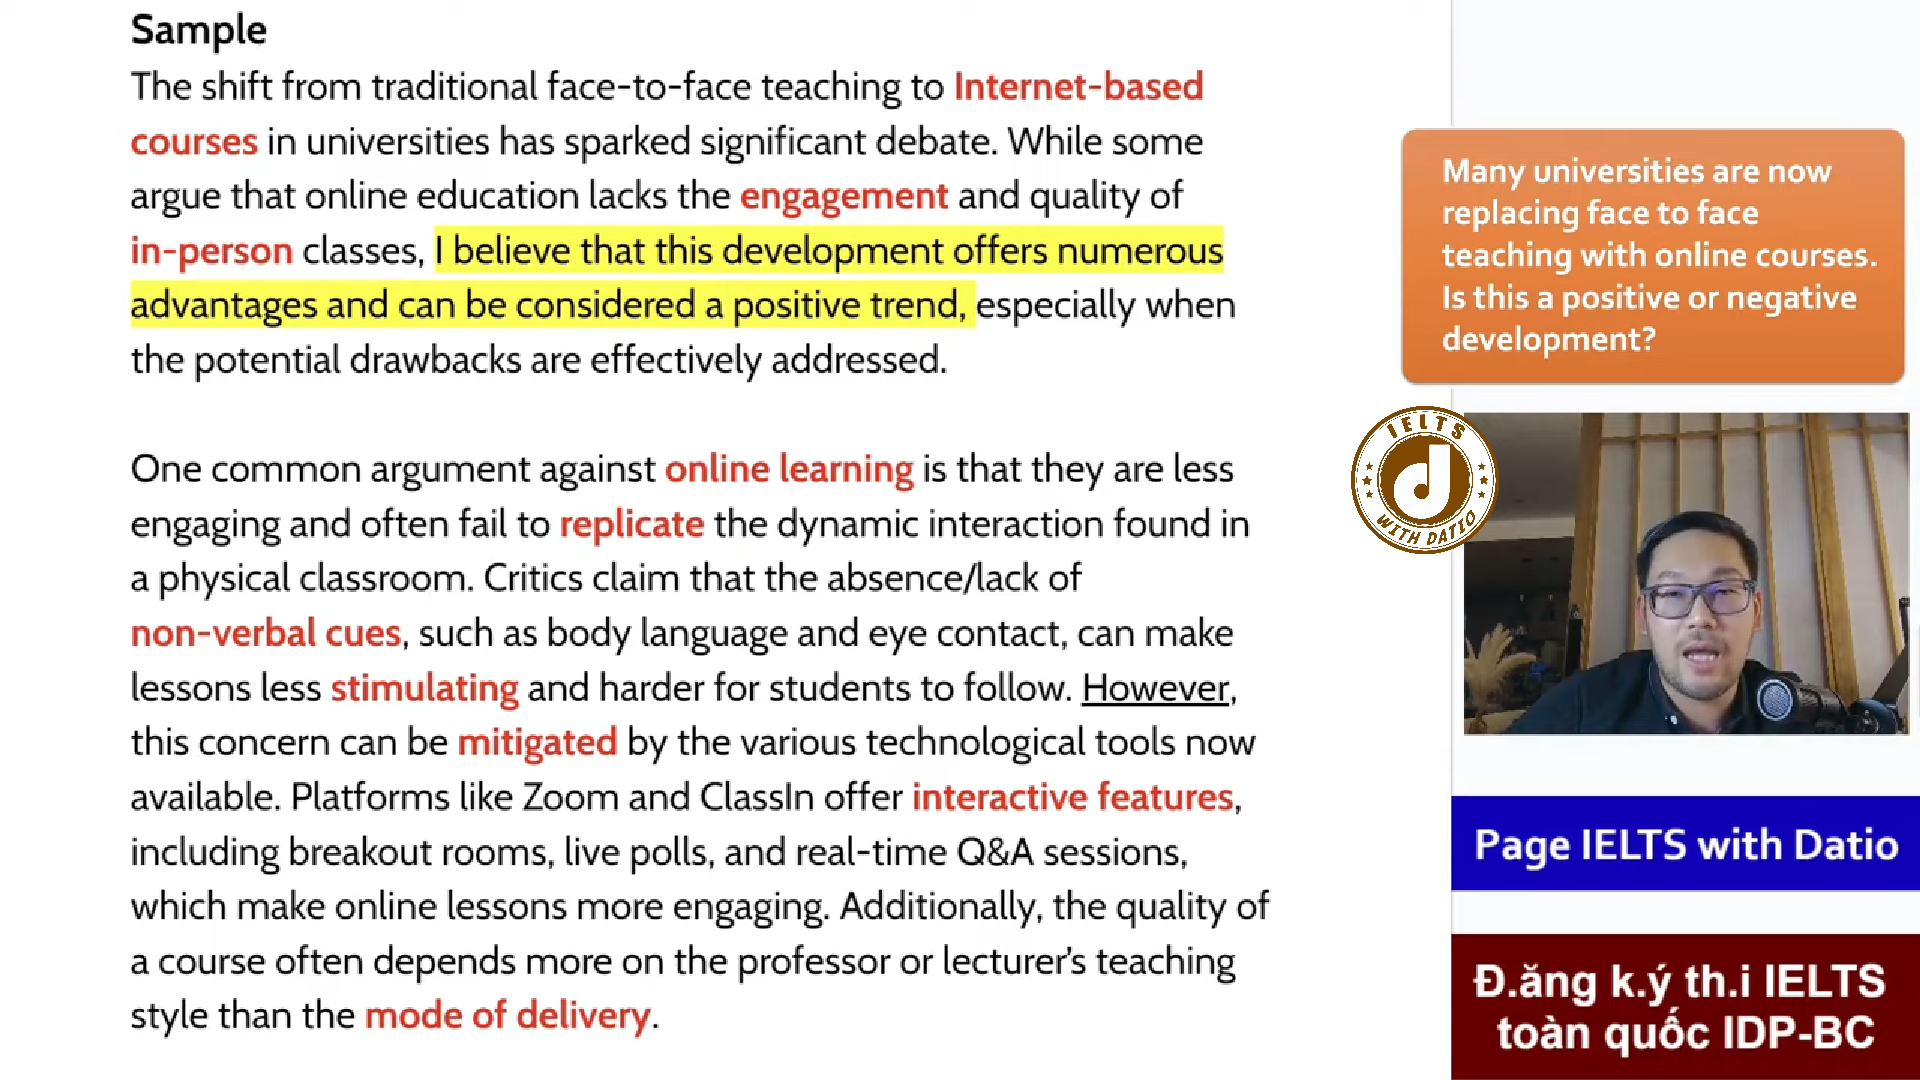 Sample
The shift from traditional face-to-face teaching to Internet-based
courses in universities has sparked significant debate. While some
argue that online education lacks the engagement and quality of
in-person classes, I believe that this development offers numerous
advantages and can be considered a positive trend, especially when
the potential drawbacks are effectively addressed.
One common argument against online learning is that they are less
engaging and often fail to replicate the dynamic interaction found in
a physical classroom. Critics claim that the absence/lack of
non-verbal cues, such as body language and eye contact, can make
lessons less stimulating and harder for students to follow. However,
this concern can be mitigated by the various technological tools now
available. Platforms like Zoom and ClassIn offer interactive features,
including breakout rooms, live polls, and real-time Q&A sessions,
which make online lessons more engaging. Additionally, the quality of
a course often depends more on the professor or lecturer's teaching
style than the mode of delivery.
Many universities are now
replacing face to face
teaching with online courses.
Is this a positive or negative
development?
IELTS
d
WITH DATIO
Page IELTS with Datio
Đ.ăng k.ý th.i IELTS
toàn quốc IDP-BC